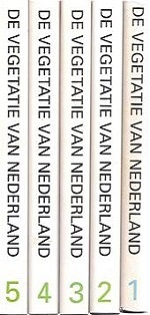 DE VEGETATIE VAN NEDERLAND 5
DE VEGETATIE VAN NEDERLAND 4
DE VEGETATIE VAN NEDERLAND 3
DE VEGETATIE VAN NEDERLAND 2
DE VEGETATIE VAN NEDERLAND 1